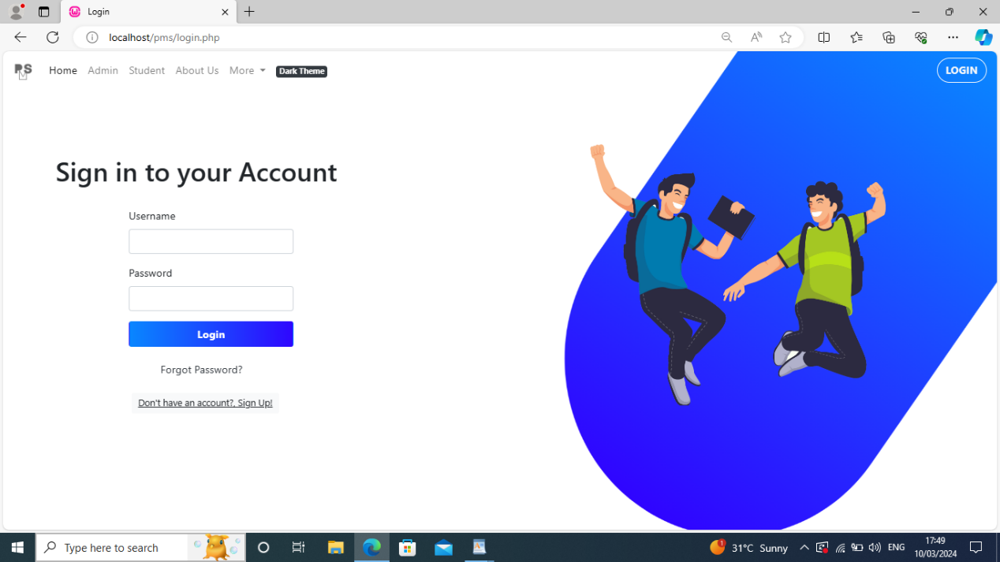 Login
localhost/pms/login.php
PMS
Home Admin Student About Us More Dark Theme LOGIN
Sign in to your Account
Username
Password
Login
Forgot Password?
Don't have an account?, Sign Up!
Type here to search
1 31°C Sunny ENG 17:49
10/03/2024